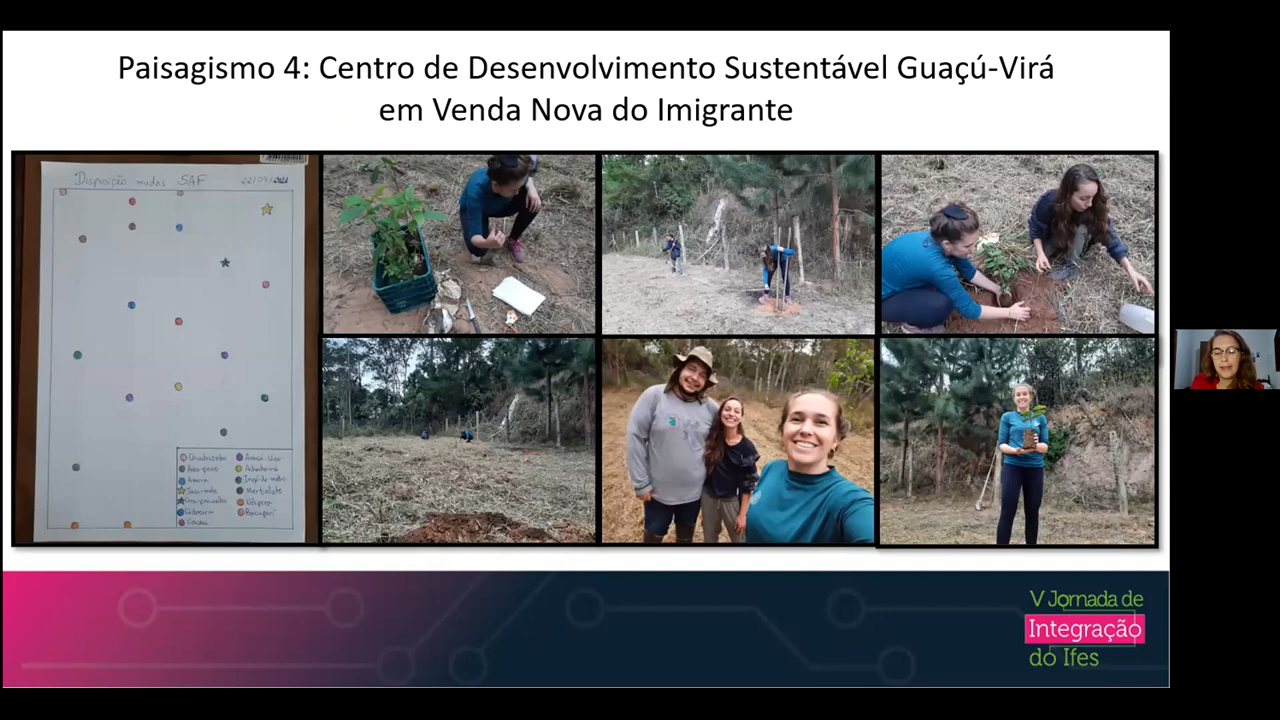 Paisagismo 4: Centro de Desenvolvimento Sustentável Guaçú-Virá
em Venda Nova do Imigrante
Disposição mudas SAF
V Jornada de
Integração
do Ifes